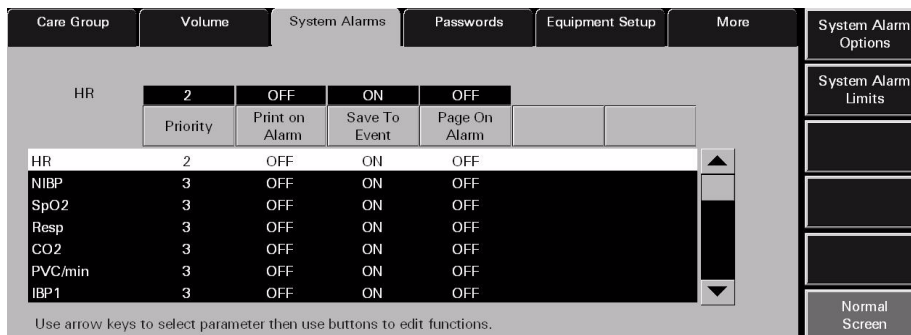 Care Group Volume System Alarms Passwords Equipment Setup More
System Alarm
Options
System Alarm
Limits
HR 2 OFF ON OFF
Priority Print on Alarm Save To Event Page On Alarm
HR 2 OFF ON OFF
NIBP 3 OFF ON OFF
SpO2 3 OFF ON OFF
Resp 3 OFF ON OFF
CO2 3 OFF ON OFF
PVC/min 3 OFF ON OFF
IBP1 3 OFF ON OFF
Use arrow keys to select parameter then use buttons to edit functions.
Normal
Screen